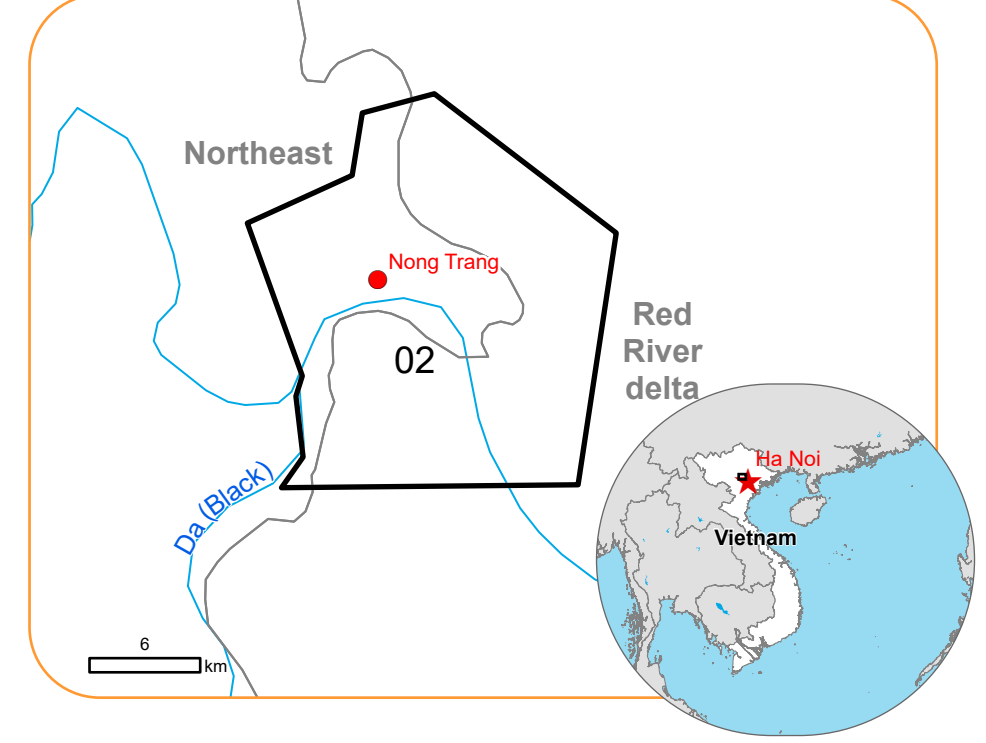 Northeast
Nong Trang
02
Red
River
delta
Da (Black)
6
km
Ha Noi
Vietnam